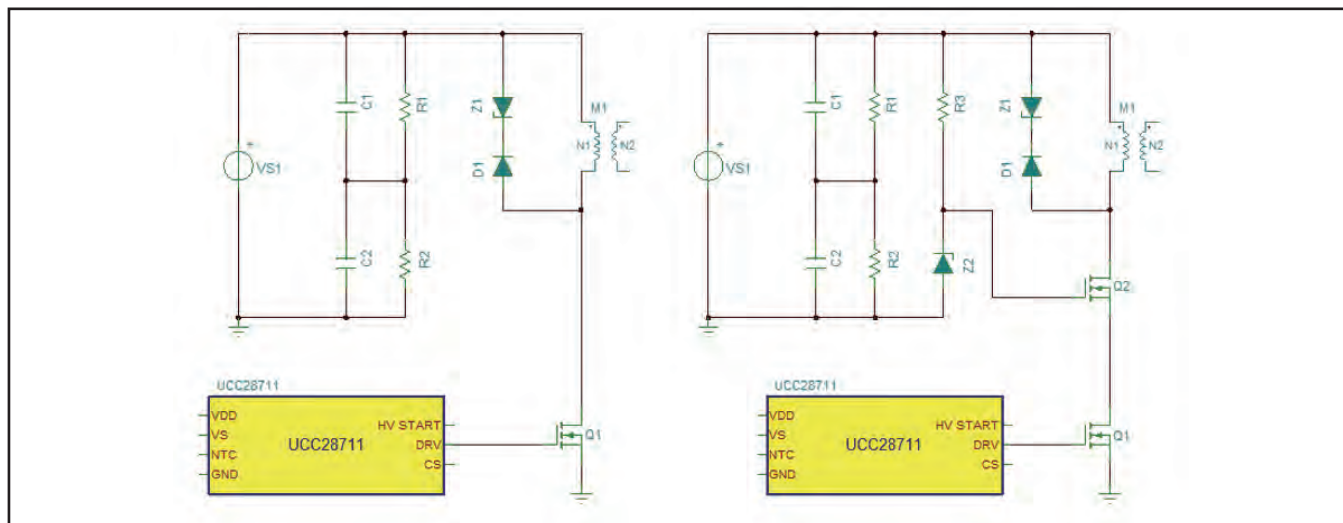 C1
R1
Z1
M1
+
VS1
N1
N2
D1
C2
R2
UCC28711
VDD
VS
NTC
GND
UCC28711
HV START
DRV
CS
Q1
C1
R1
R3
Z1
M1
+
VS1
N1
N2
D1
C2
R2
Z2
Q2
UCC28711
VDD
VS
NTC
GND
UCC28711
HV START
DRV
CS
Q1